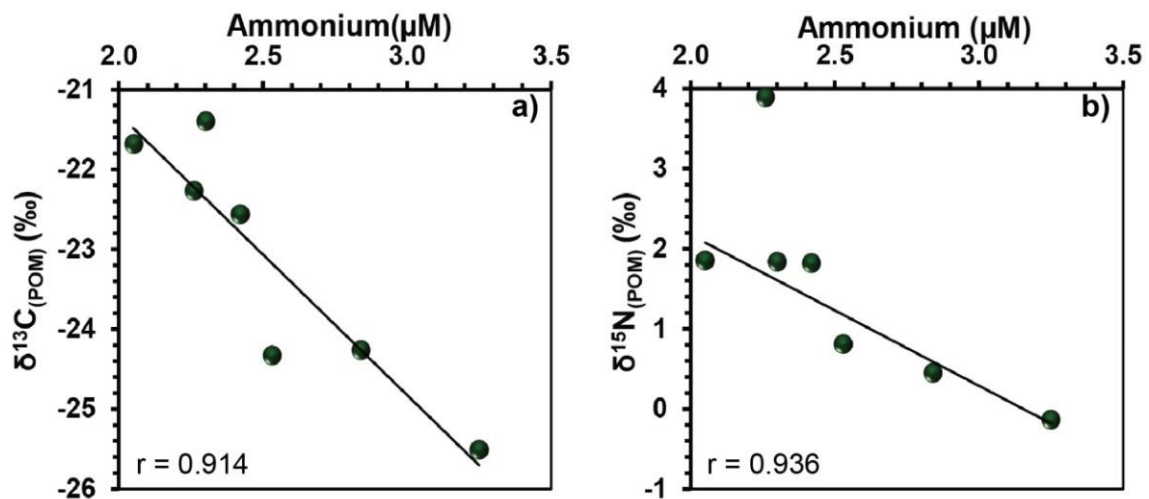 Ammonium(µM)
2.0 2.5 3.0 3.5
-21
-22
-23
-24
-25
-26
δ¹³C(POM) (‰)
a)
r = 0.914
Ammonium (µM)
2.0 2.5 3.0 3.5
4
3
2
1
0
-1
δ¹⁵N(POM) (‰)
b)
r = 0.936